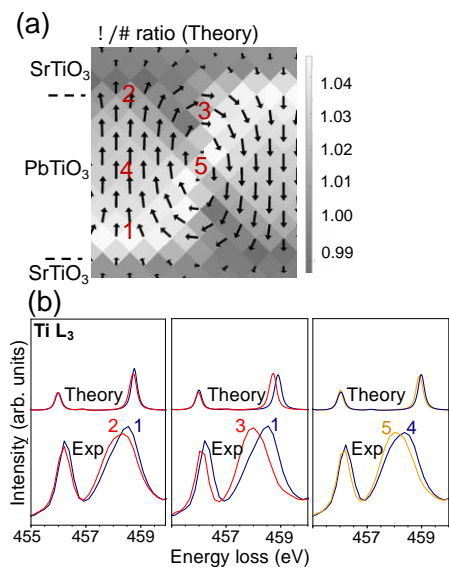 (a)
! /# ratio (Theory)
SrTiO3
PbTiO3
SrTiO3
2
3
4
5
1
1.04
1.03
1.02
1.01
1.00
0.99
(b)
Ti L3
Intensity (arb. units)
Theory
2 1
Exp
Theory
3 1
Exp
Theory
5 4
Exp
455 457 459
457 459
457 459
Energy loss (eV)